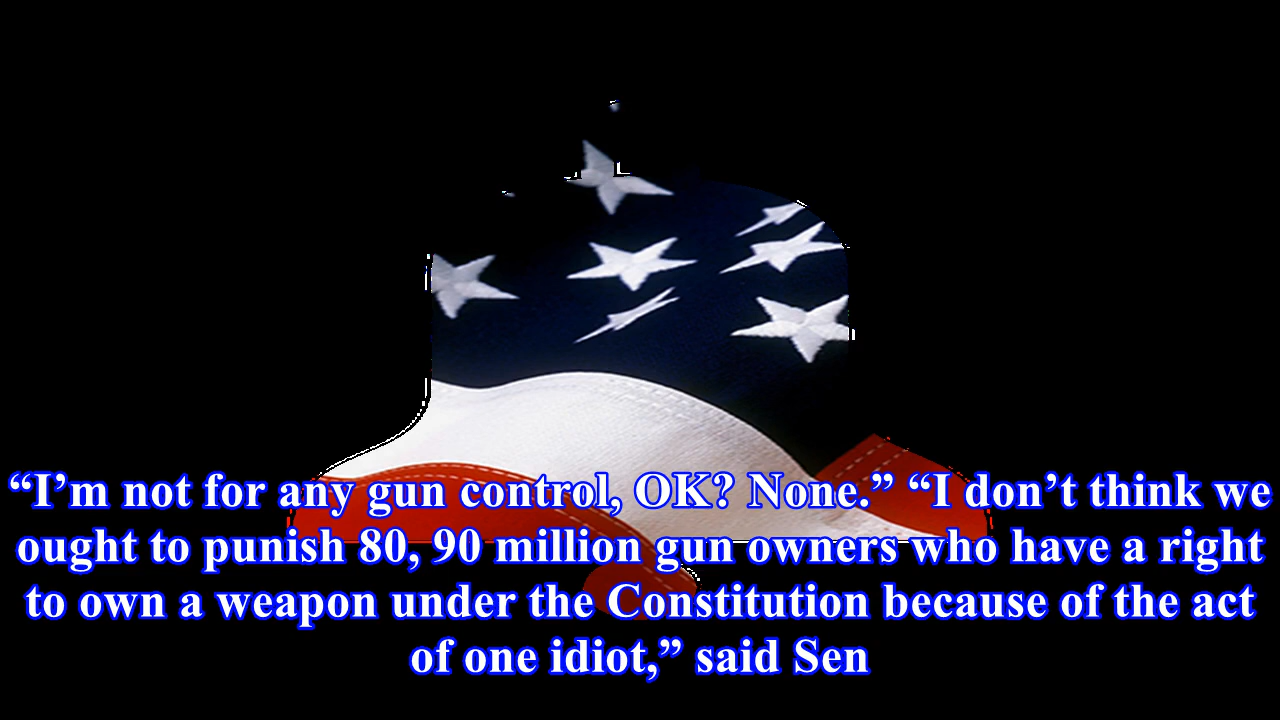 “I’m not for any gun control, OK? None.” “I don’t think we
ought to punish 80, 90 million gun owners who have a right
to own a weapon under the Constitution because of the act
of one idiot,” said Sen